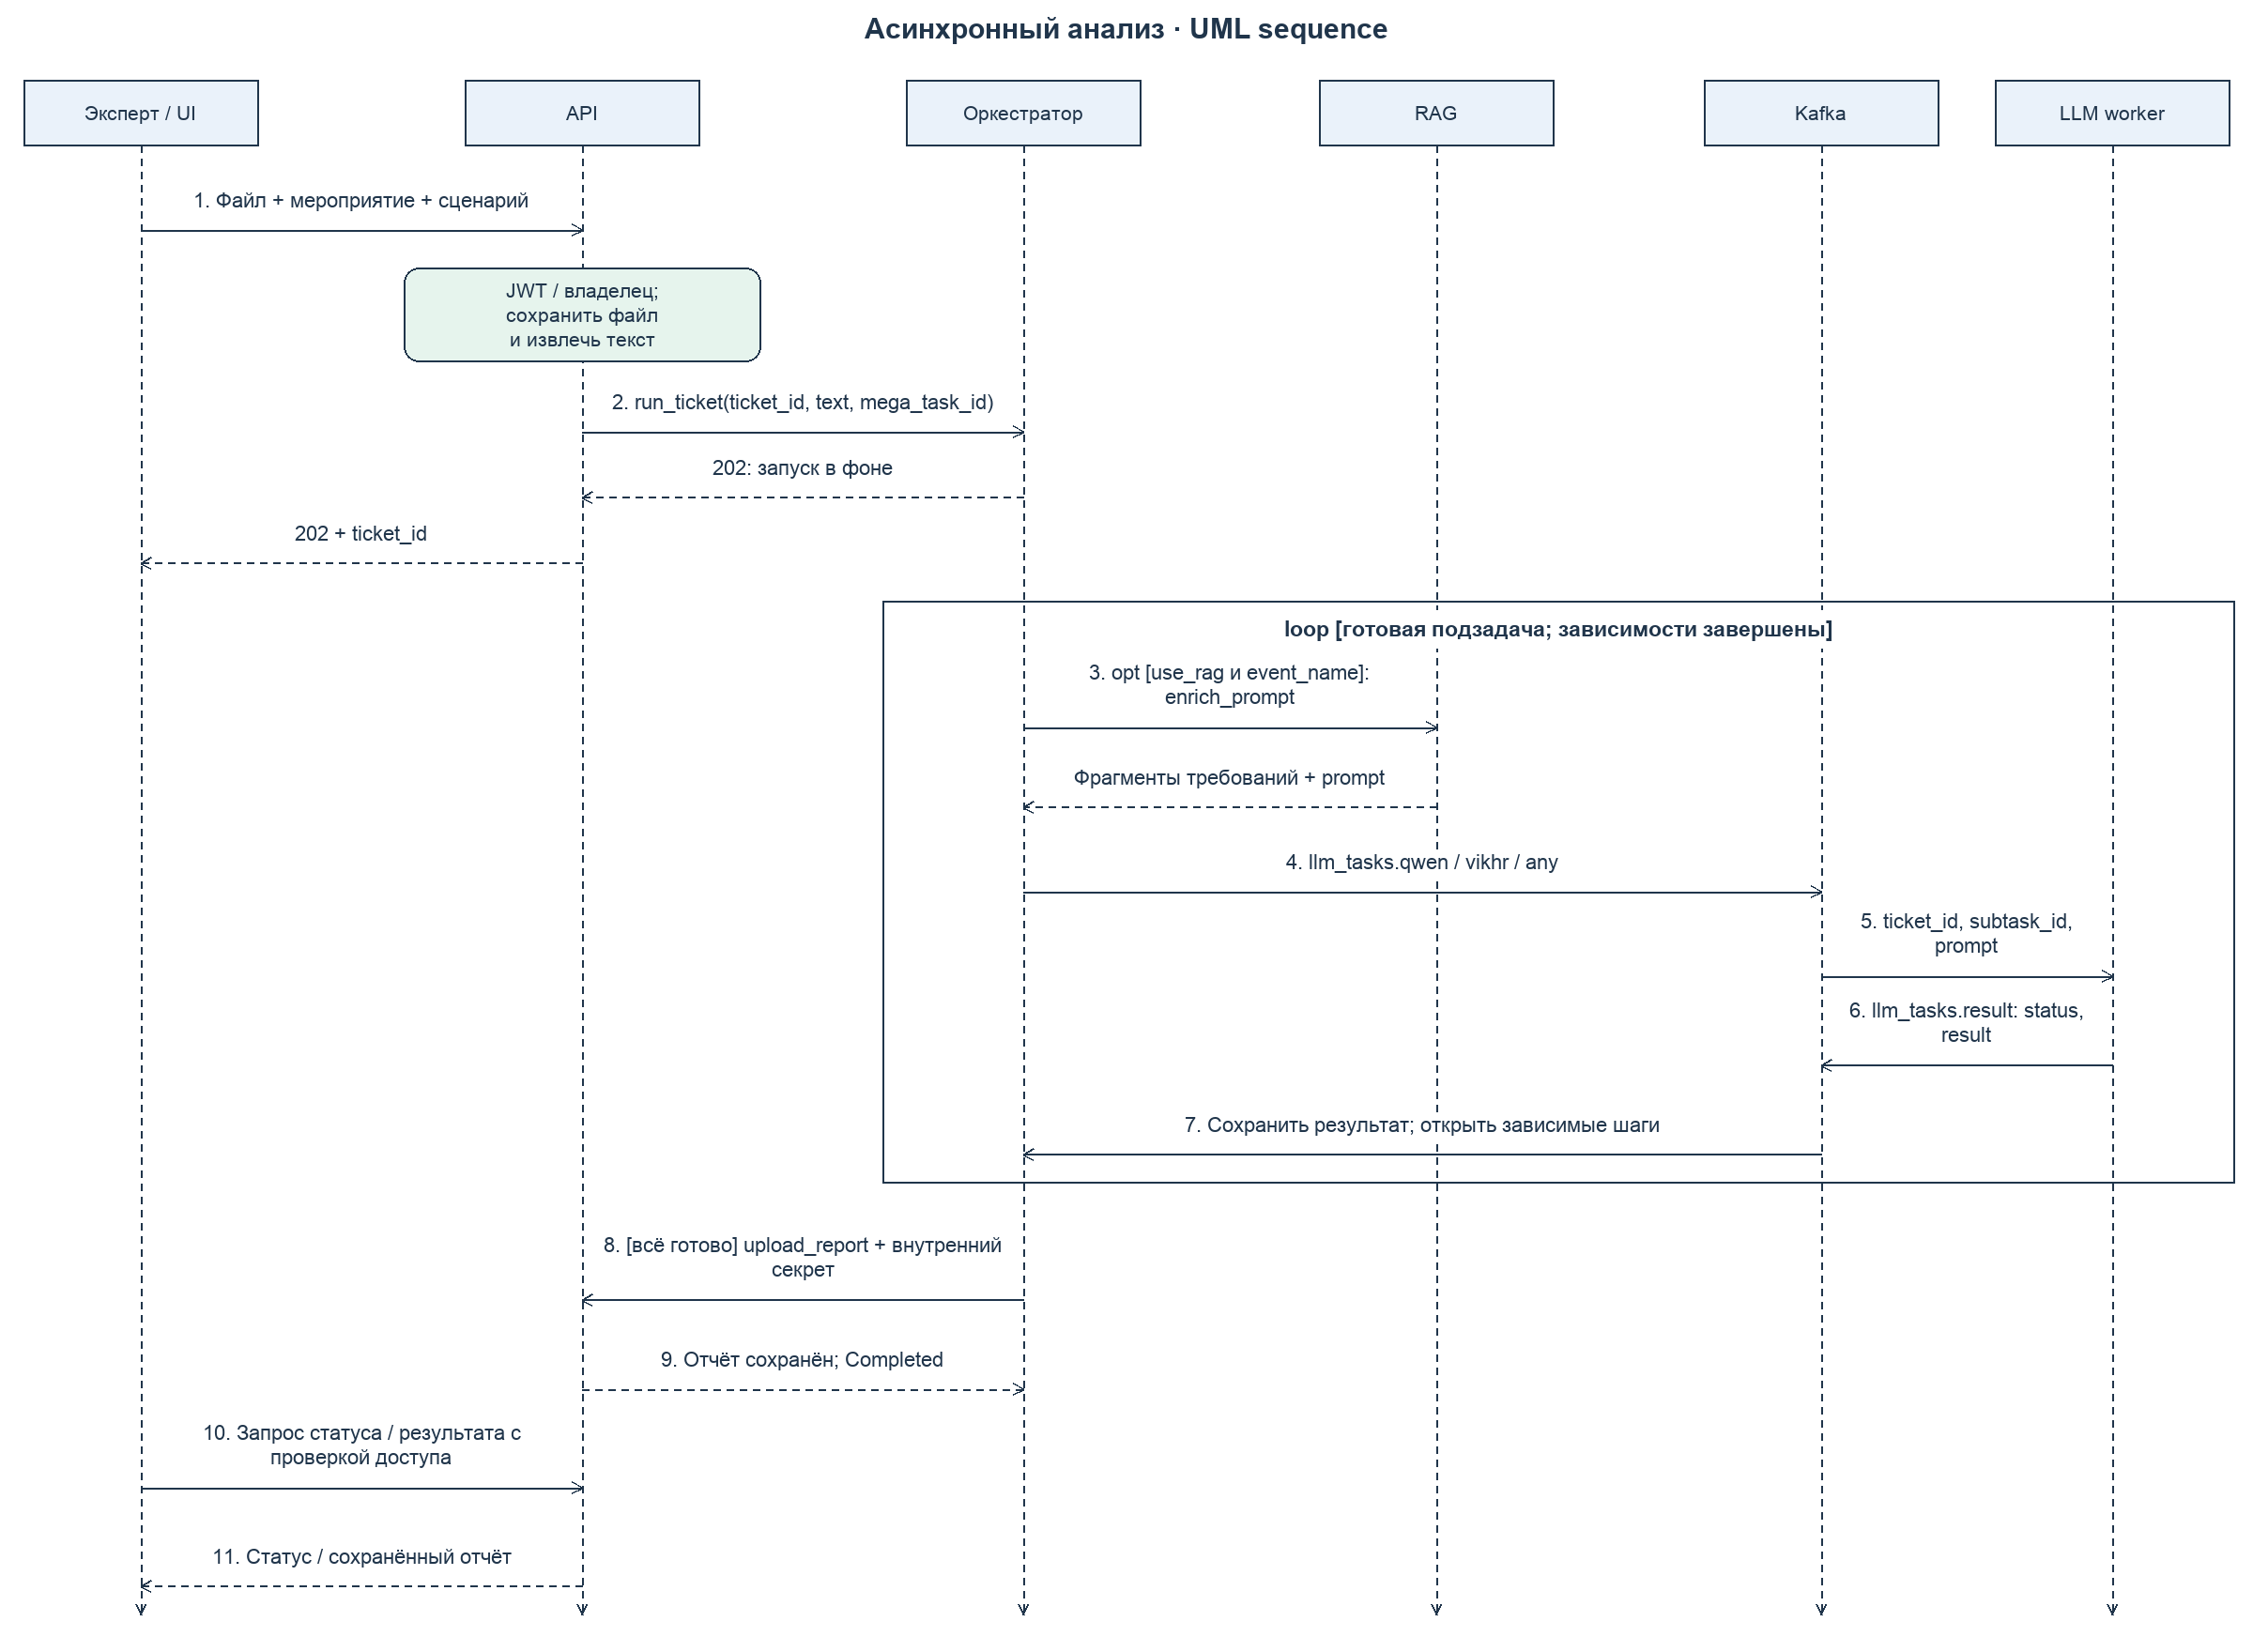 Асинхронный анализ · UML sequence
Эксперт / UI
API
Оркестратор
RAG
Kafka
LLM worker
1. Файл + мероприятие + сценарий
JWT / владелец;
сохранить файл
и извлечь текст
2. run_ticket(ticket_id, text, mega_task_id)
202: запуск в фоне
202 + ticket_id
loop [готовая подзадача; зависимости завершены]
3. opt [use_rag и event_name]:
enrich_prompt
Фрагменты требований + prompt
4. llm_tasks.qwen / vikhr / any
5. ticket_id, subtask_id,
prompt
6. llm_tasks.result: status,
result
7. Сохранить результат; открыть зависимые шаги
8. [всё готово] upload_report + внутренний
секрет
9. Отчёт сохранён; Completed
10. Запрос статуса / результата с
проверкой доступа
11. Статус / сохранённый отчёт